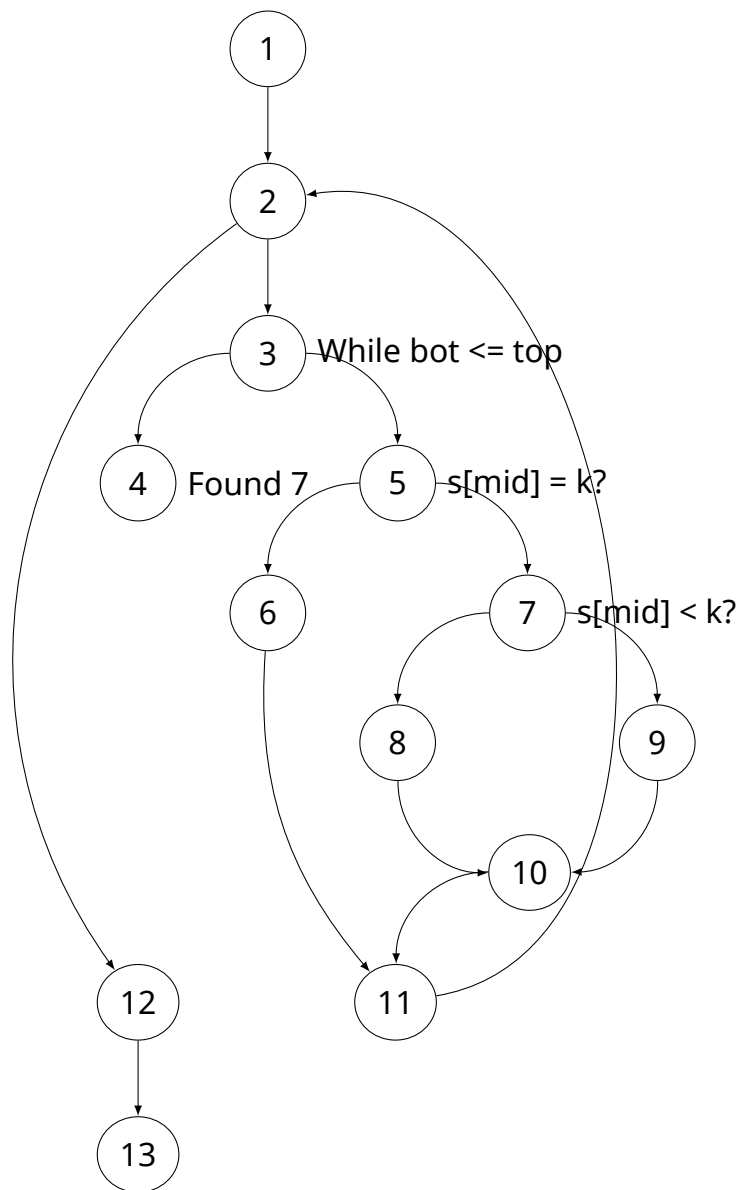 1
2
3 While bot <= top
4 Found 7
5 s[mid] = k?
6
7 s[mid] < k?
8
9
10
12
11
13